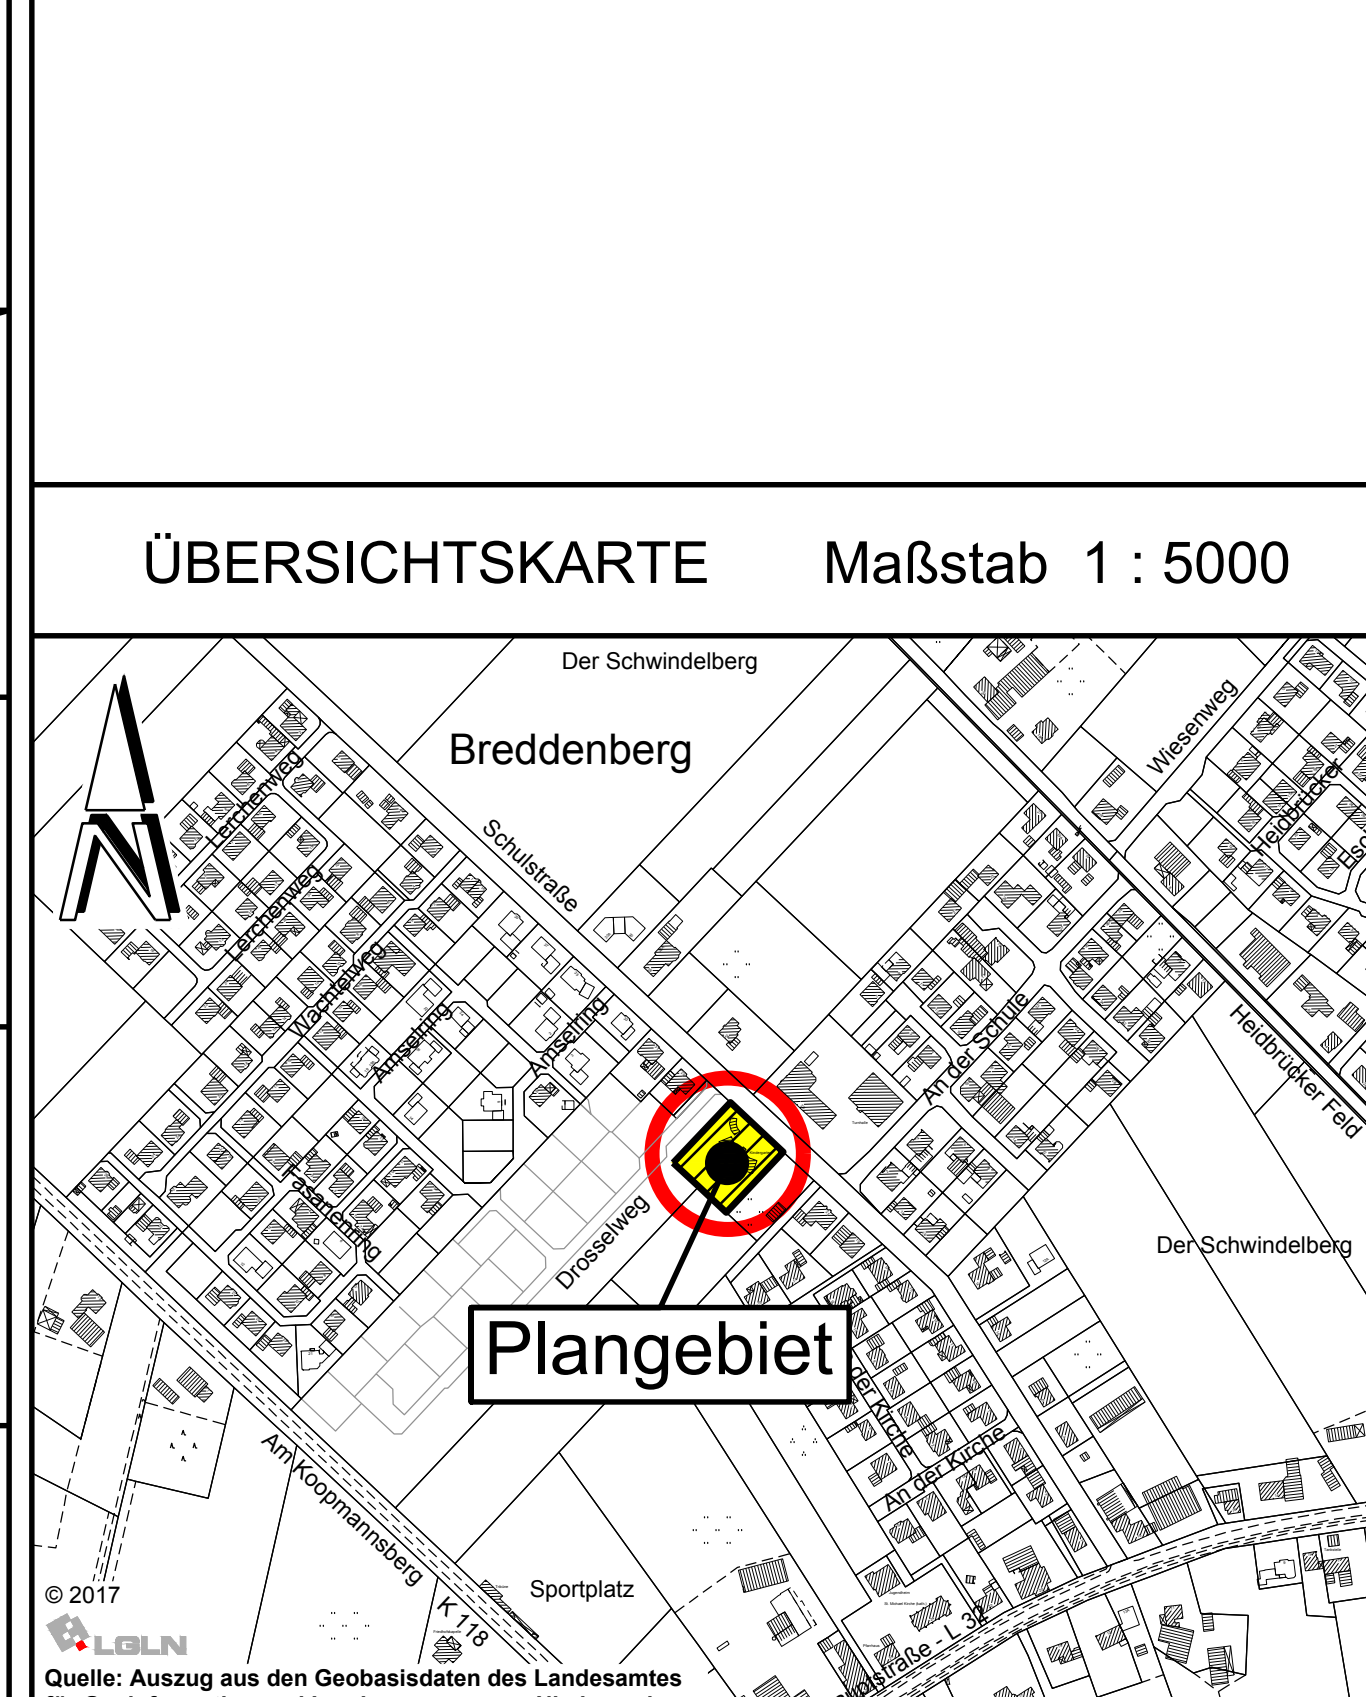 ÜBERSICHTSKARTE Maßstab 1 : 5000
Der Schwindelberg
Breddenberg
Wiesenweg
Lerchenweg
Heidbrücker
Schulstraße
Lerchenweg
Wachtelweg
Amselring
Amselring
An der Schule
Heidbrücker Feld
Fasanenring
Drosselweg
Der Schwindelberg
Plangebiet
der Kirche
An der Kirche
Am Koopmannsberg
K 118
Sportplatz
N
© 2017
LGLN
Quelle: Auszug aus den Geobasisdaten des Landesamtes